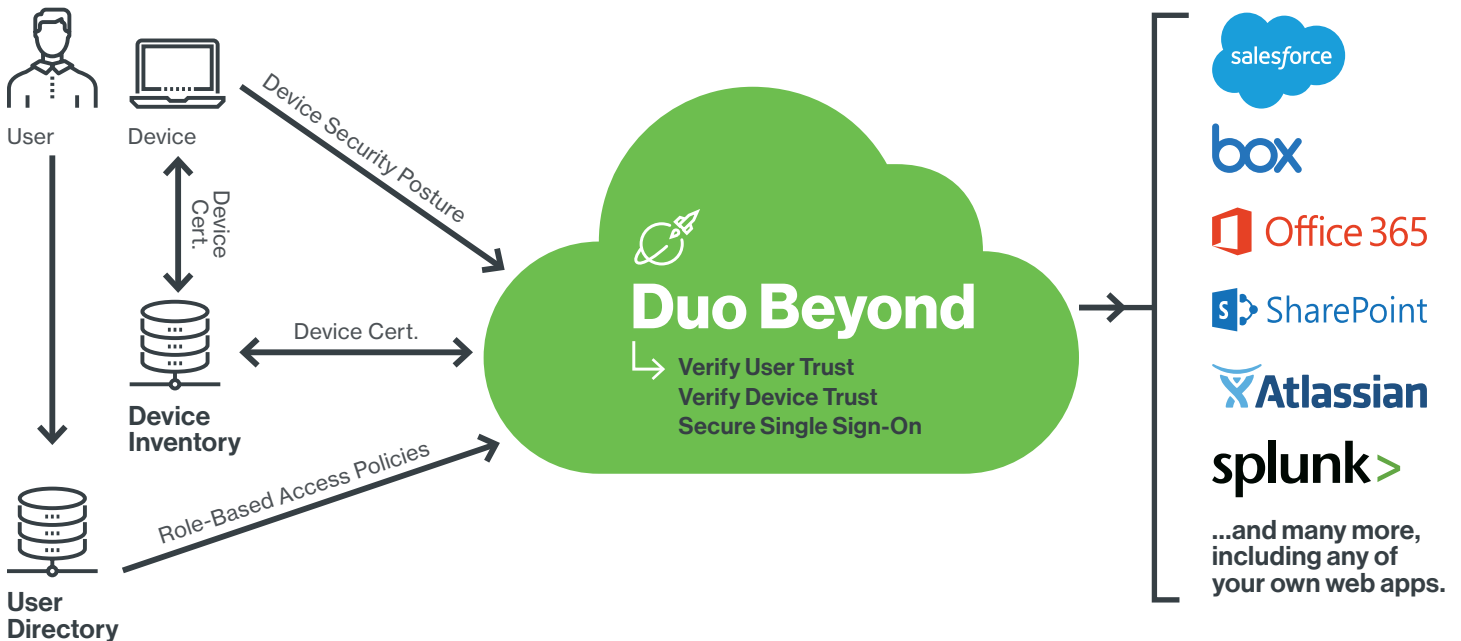 User
Device
Device Security Posture
Device
Cert.
Device Cert.
Device
Inventory
Role-Based Access Policies
User
Directory
Duo Beyond
Verify User Trust
Verify Device Trust
Secure Single Sign-On
salesforce
box
Office 365
S SharePoint
Atlassian
splunk>
...and many more,
including any of
your own web apps.